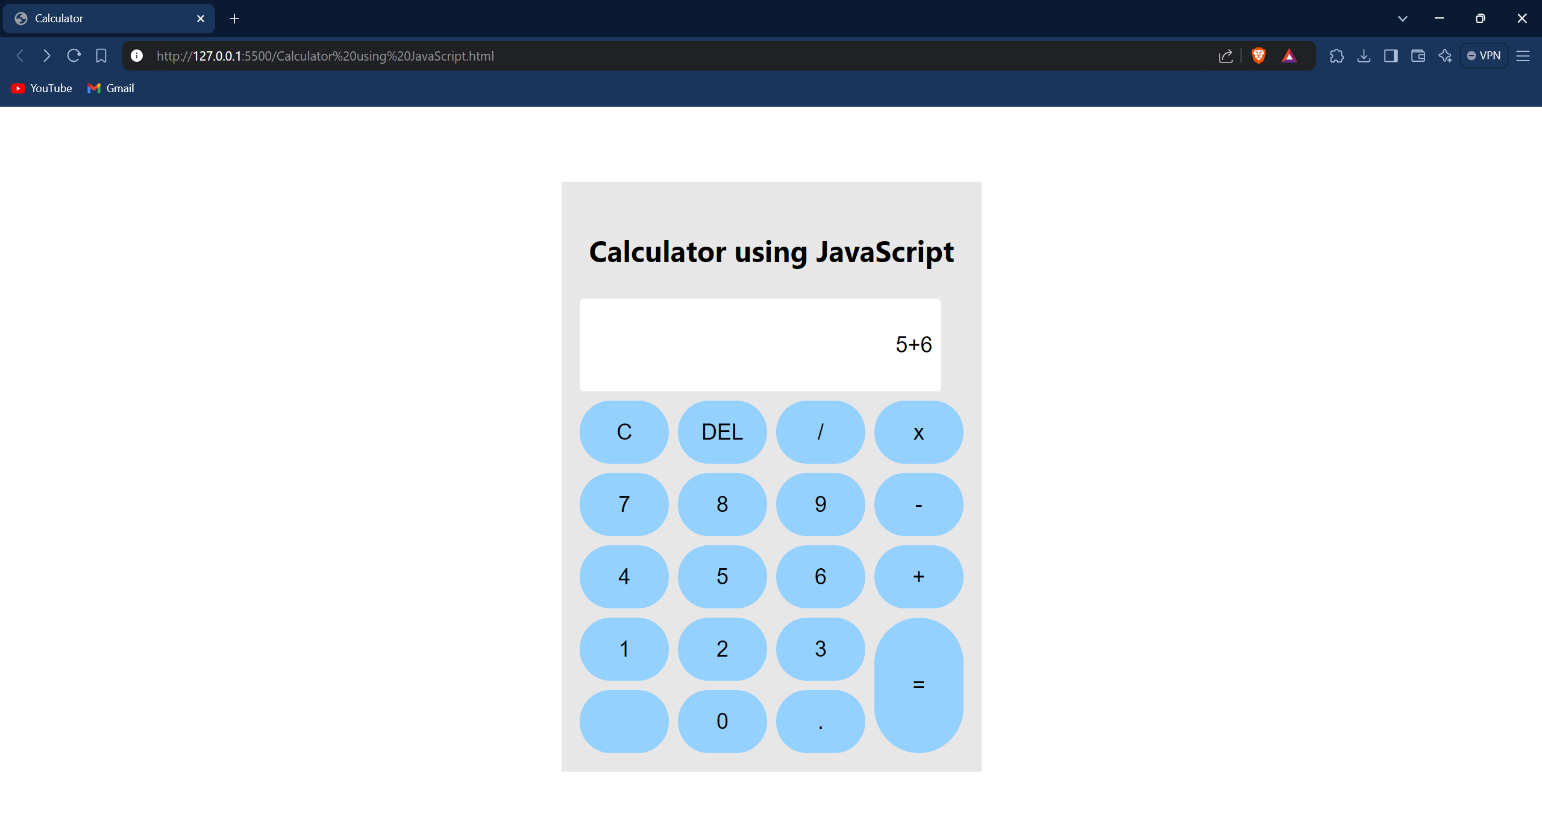 Calculator
http://127.0.0.1:5500/Calculator%20using%20JavaScript.html
VPN
YouTube Gmail
Calculator using JavaScript
5+6
C DEL / x
7 8 9 -
4 5 6 +
1 2 3
=
0 .